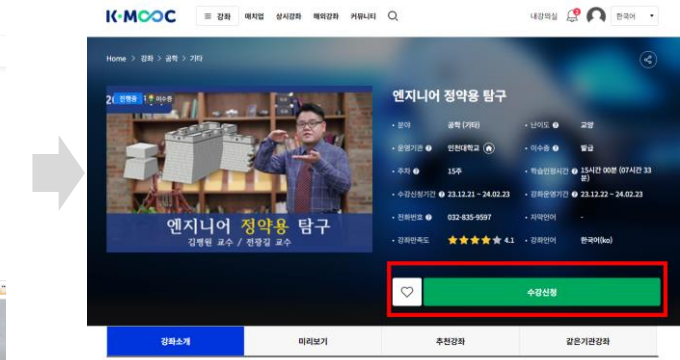 K-MOOC
강좌 매치업 상시강좌 해외강좌 커뮤니티
내강의실
한국어
Home > 강좌 > 공학 > 기타
진행중 이수증
엔지니어 정약용 탐구
김병원 교수 / 전광길 교수
엔지니어 정약용 탐구
분야 공학 (기타)
난이도 교양
운영기관 인천대학교
이수증 발급
주차 15주
학습인정시간 15시간 00분 (07시간 33분)
수강신청기간 23.12.21 ~ 24.02.23
강좌운영기간 23.12.22 ~ 24.02.23
전화번호 032-835-9597
자막언어 -
강좌만족도 4.1
강좌언어 한국어(ko)
수강신청
강좌소개
미리보기
추천강좌
같은기관강좌